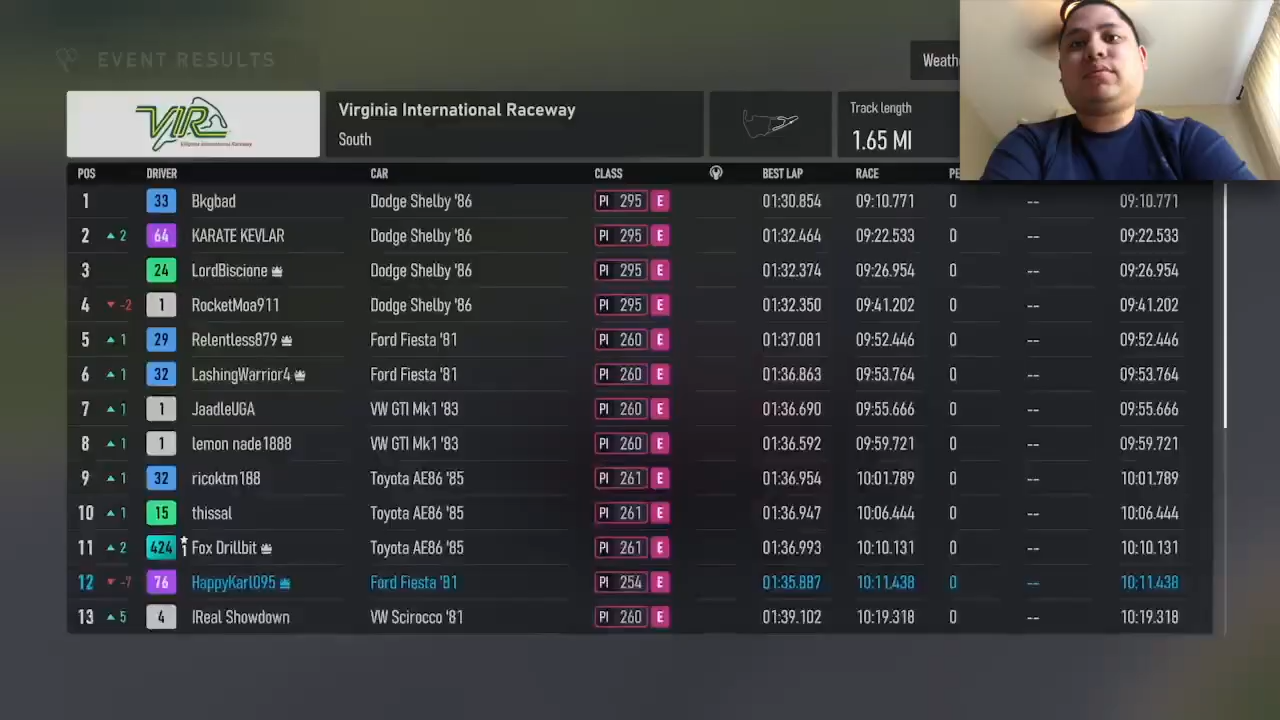 EVENT RESULTS
Weathe
VIR
Virginia International Raceway
Virginia International Raceway
South
Track length
1.65 MI
POS DRIVER CAR CLASS BEST LAP RACE PE
1 33 Bkgbad Dodge Shelby '86 PI 295 E 01:30.854 09:10.771 0 -- 09:10.771
2 ▲ 2 64 KARATE KEVLAR Dodge Shelby '86 PI 295 E 01:32.464 09:22.533 0 -- 09:22.533
3 24 LordBiscione Dodge Shelby '86 PI 295 E 01:32.374 09:26.954 0 -- 09:26.954
4 ▼ -2 1 RocketMoa911 Dodge Shelby '86 PI 295 E 01:32.350 09:41.202 0 -- 09:41.202
5 ▲ 1 29 Relentless879 Ford Fiesta '81 PI 260 E 01:37.081 09:52.446 0 -- 09:52.446
6 ▲ 1 32 LashingWarrior4 Ford Fiesta '81 PI 260 E 01:36.863 09:53.764 0 -- 09:53.764
7 ▲ 1 1 JaadleUGA VW GTI Mk1 '83 PI 260 E 01:36.690 09:55.666 0 -- 09:55.666
8 ▲ 1 1 lemon nade1888 VW GTI Mk1 '83 PI 260 E 01:36.592 09:59.721 0 -- 09:59.721
9 ▲ 1 32 ricoktm188 Toyota AE86 '85 PI 261 E 01:36.954 10:01.789 0 -- 10:01.789
10 ▲ 1 15 thissal Toyota AE86 '85 PI 261 E 01:36.947 10:06.444 0 -- 10:06.444
11 ▲ 2 424 1 Fox Drillbit Toyota AE86 '85 PI 261 E 01:36.993 10:10.131 0 -- 10:10.131
12 ▼ -7 76 HappyKarl095 Ford Fiesta '81 PI 254 E 01:35.887 10:11.438 0 -- 10:11.438
13 ▲ 5 4 IReal Showdown VW Scirocco '81 PI 260 E 01:39.102 10:19.318 0 -- 10:19.318